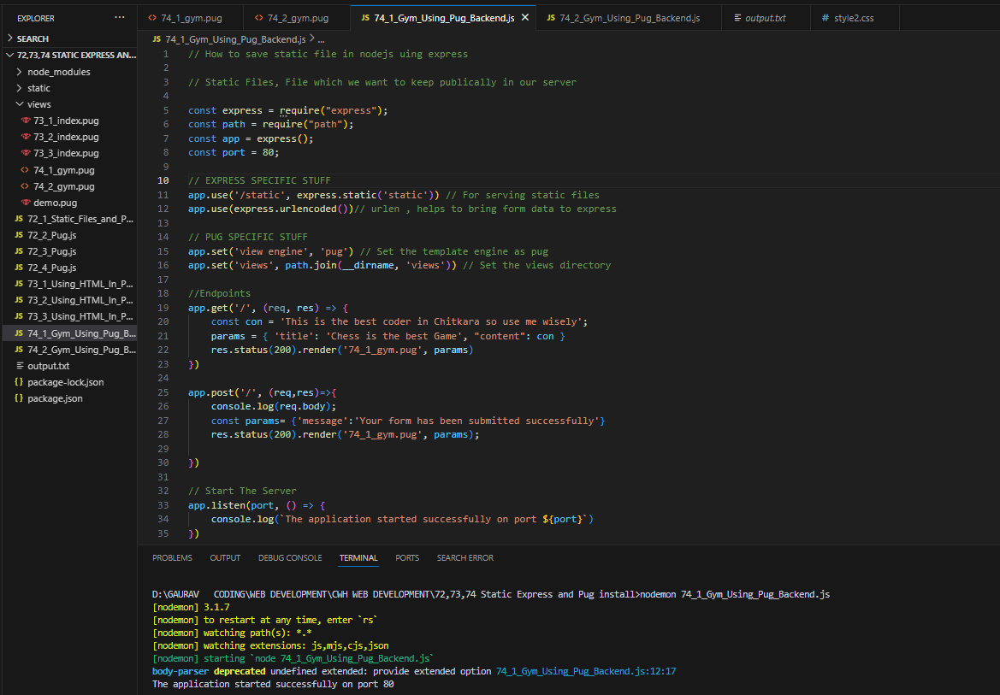 EXPLORER ...
SEARCH
72,73,74 STATIC EXPRESS AN...
node_modules
static
views
73_1_index.pug
73_2_index.pug
73_3_index.pug
74_1_gym.pug
74_2_gym.pug
demo.pug
JS 72_1_Static_Files_and_P...
JS 72_2_Pug.js
JS 72_3_Pug.js
JS 72_4_Pug.js
JS 73_1_Using_HTML_In_P...
JS 73_2_Using_HTML_In_P...
JS 73_3_Using_HTML_In_P...
JS 74_1_Gym_Using_Pug_B...
JS 74_2_Gym_Using_Pug_B...
output.txt
{} package-lock.json
{} package.json
<> 74_1_gym.pug <> 74_2_gym.pug JS 74_1_Gym_Using_Pug_Backend.js × JS 74_2_Gym_Using_Pug_Backend.js output.txt # style2.css
JS 74_1_Gym_Using_Pug_Backend.js > ...
1 // How to save static file in nodejs uing express
2
3 // Static Files, File which we want to keep publically in our server
4
5 const express = require("express");
6 const path = require("path");
7 const app = express();
8 const port = 80;
9
10 // EXPRESS SPECIFIC STUFF
11 app.use('/static', express.static('static')) // For serving static files
12 app.use(express.urlencoded())// urlen , helps to bring form data to express
13
14 // PUG SPECIFIC STUFF
15 app.set('view engine', 'pug') // Set the template engine as pug
16 app.set('views', path.join(__dirname, 'views')) // Set the views directory
17
18 //Endpoints
19 app.get('/', (req, res) => {
20 const con = 'This is the best coder in Chitkara so use me wisely';
21 params = { 'title': 'Chess is the best Game', "content": con }
22 res.status(200).render('74_1_gym.pug', params)
23 })
24
25 app.post('/', (req,res)=>{
26 console.log(req.body);
27 const params= {'message':'Your form has been submitted successfully'}
28 res.status(200).render('74_1_gym.pug', params);
29
30 })
31
32 // Start The Server
33 app.listen(port, () => {
34 console.log(`The application started successfully on port ${port}`)
35 })
PROBLEMS OUTPUT DEBUG CONSOLE TERMINAL PORTS SEARCH ERROR
D:\GAURAV CODING\WEB DEVELOPMENT\CWH WEB DEVELOPMENT\72,73,74 Static Express and Pug install>nodemon 74_1_Gym_Using_Pug_Backend.js
[nodemon] 3.1.7
[nodemon] to restart at any time, enter `rs`
[nodemon] watching path(s): *.*
[nodemon] watching extensions: js,mjs,cjs,json
[nodemon] starting `node 74_1_Gym_Using_Pug_Backend.js`
body-parser deprecated undefined extended: provide extended option 74_1_Gym_Using_Pug_Backend.js:12:17
The application started successfully on port 80